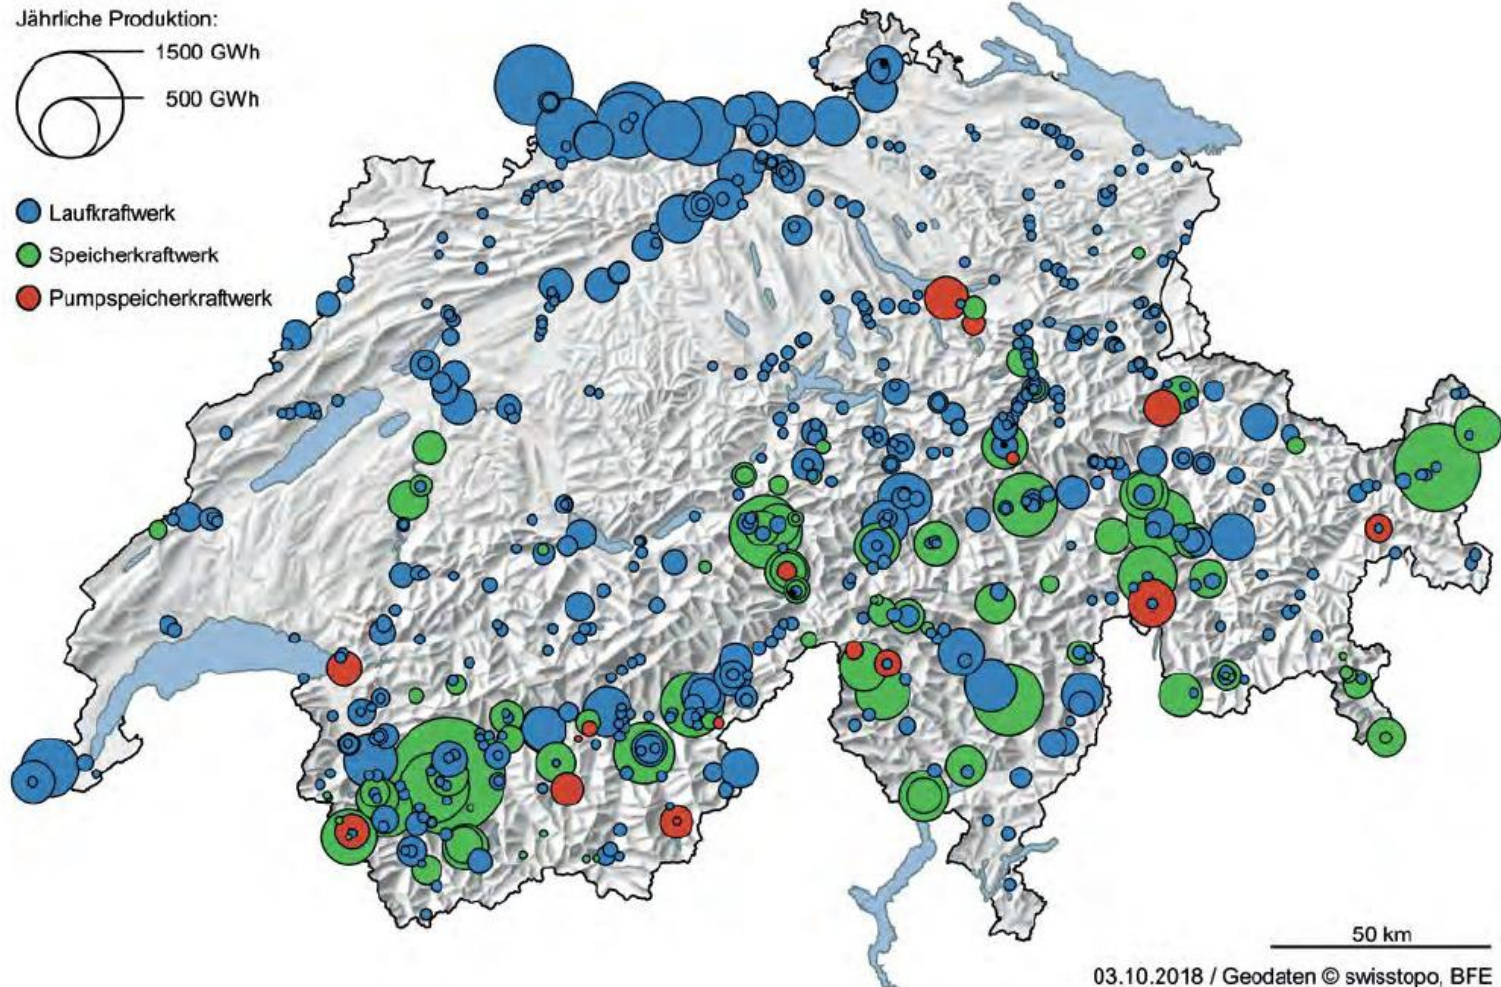 Jährliche Produktion:
1500 GWh
500 GWh
Laufkraftwerk
Speicherkraftwerk
Pumpspeicherkraftwerk
50 km
03.10.2018 / Geodaten © swisstopo, BFE